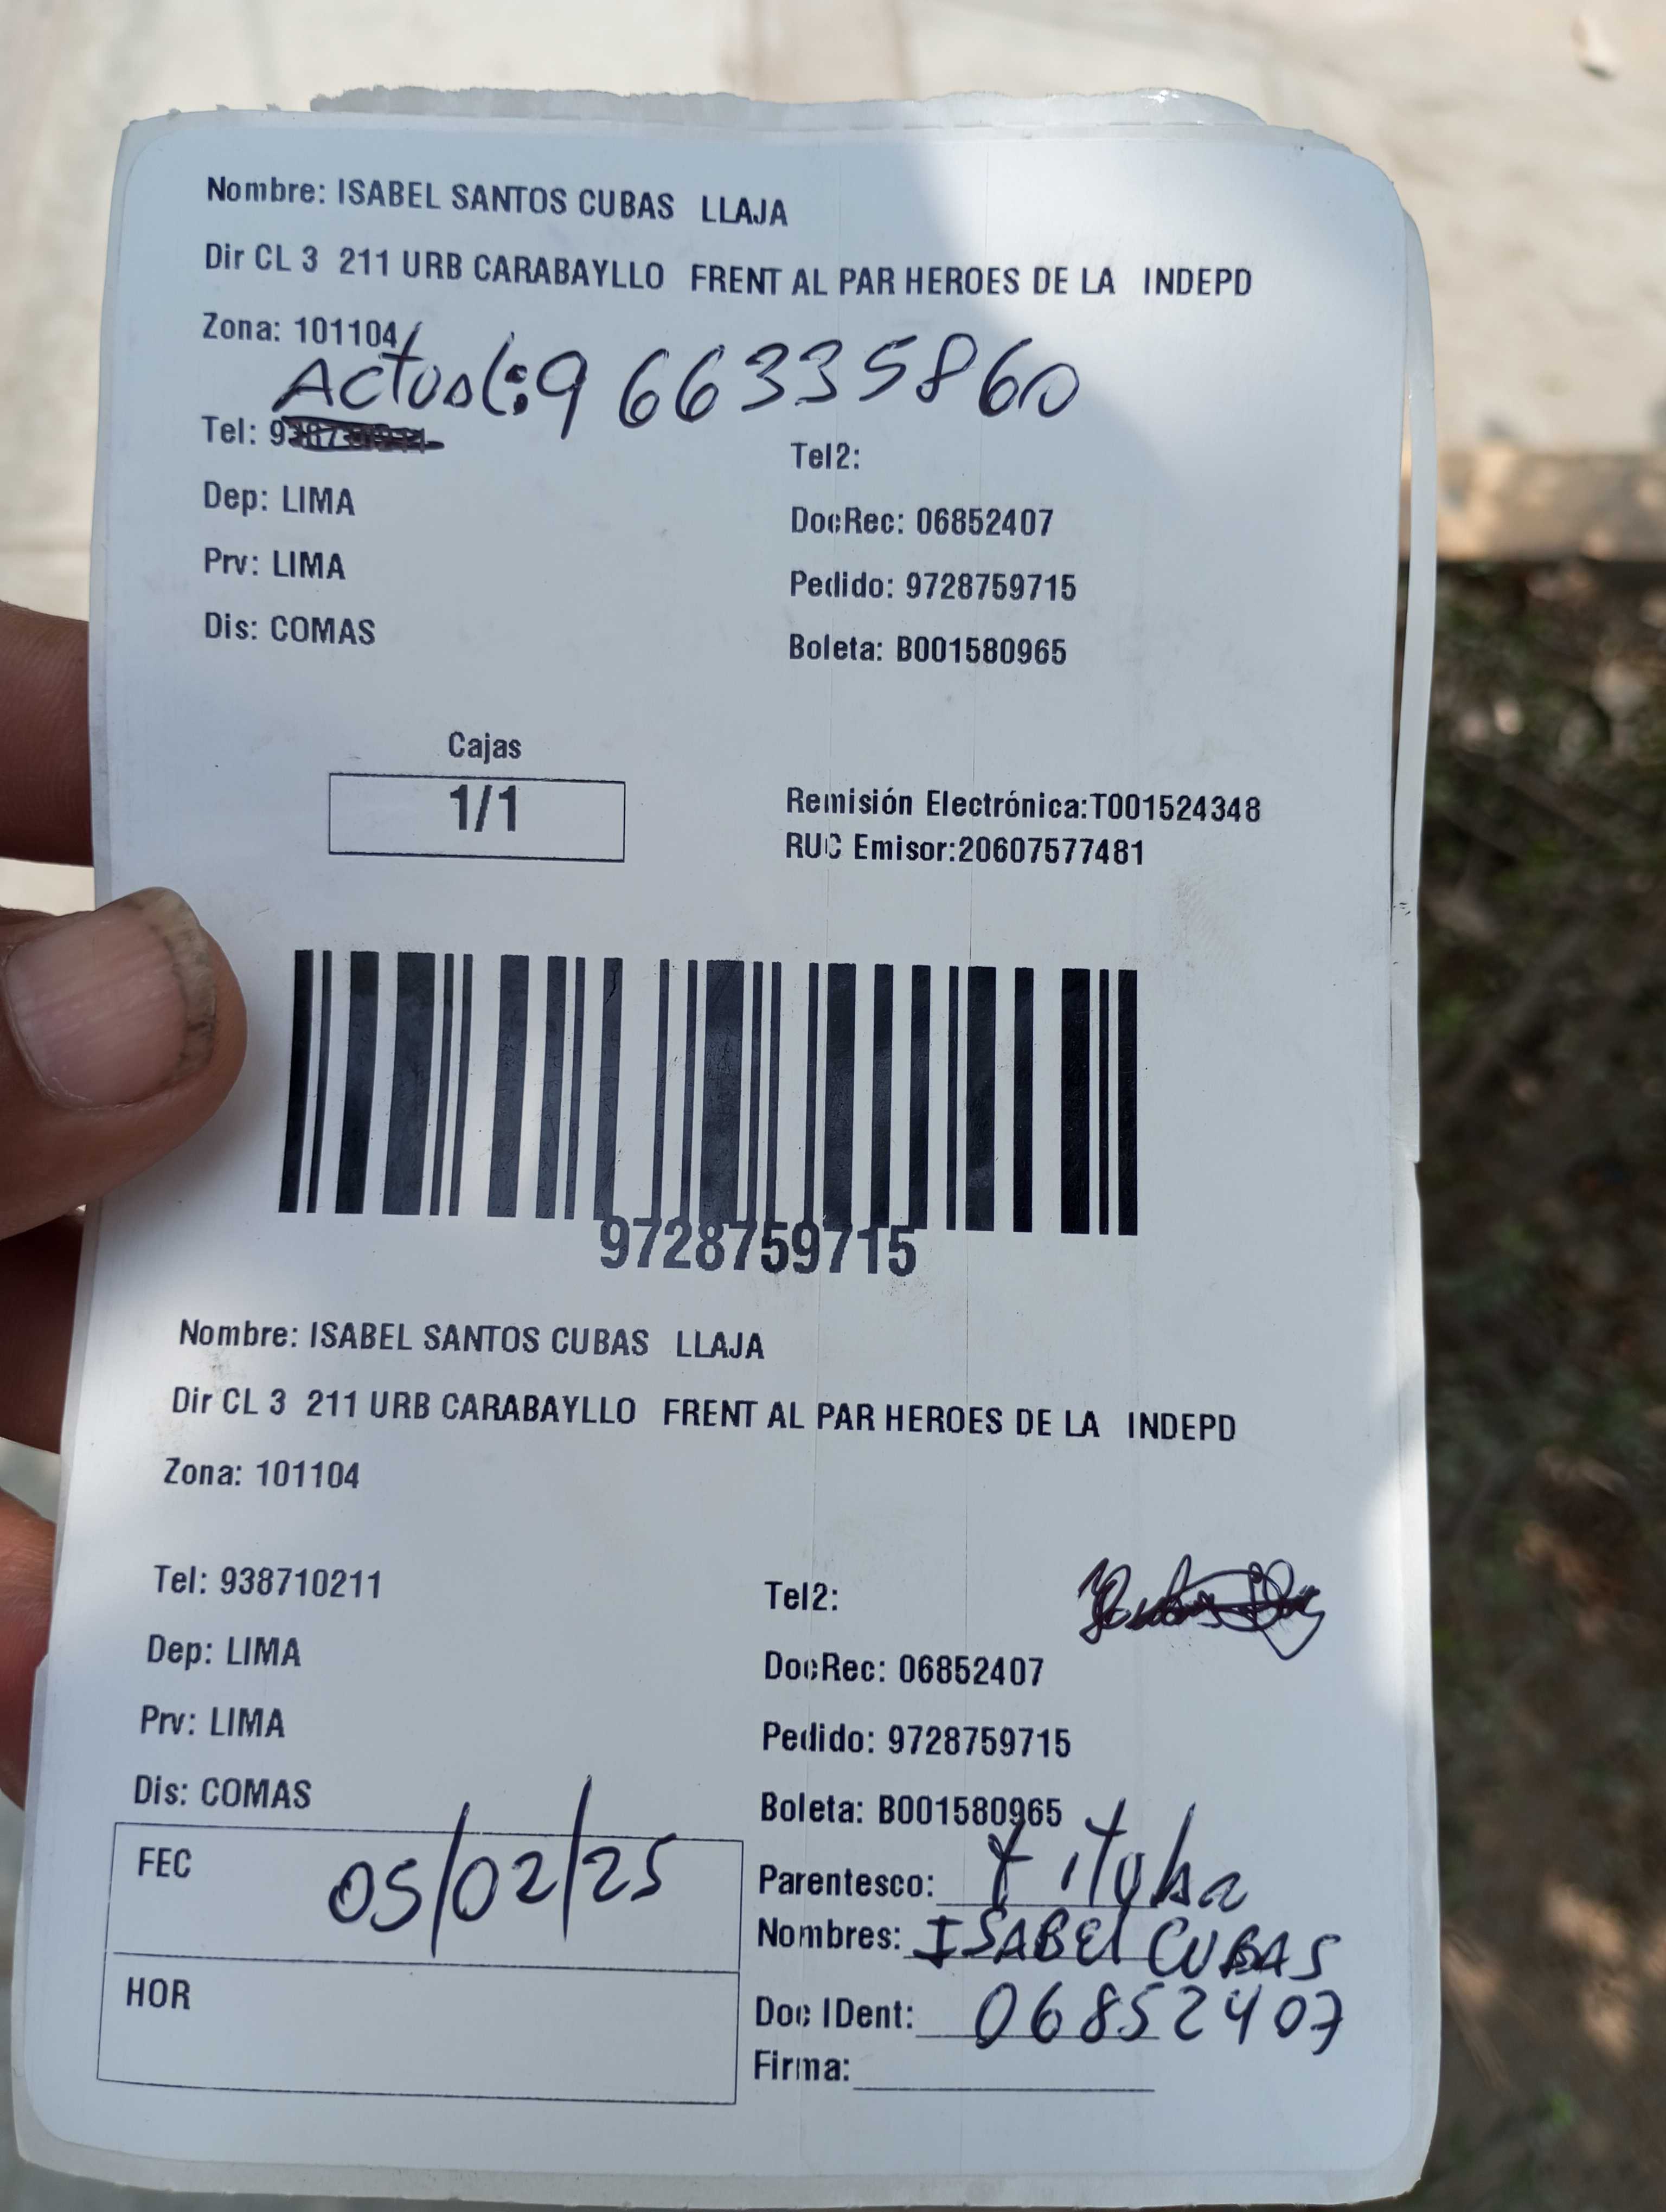 Nombre: ISABEL SANTOS CUBAS LLAJA
Dir CL 3 211 URB CARABAYLLO FRENT AL PAR HEROES DE LA INDEPD
Zona: 101104
Actual: 966335860
Tel: 9
Tel2:
Dep: LIMA
DocRec: 06852407
Prv: LIMA
Pedido: 9728759715
Dis: COMAS
Boleta: B001580965
Cajas
1/1
Remisión Electrónica:T001524348
RUC Emisor:20607577481
9728759715
Nombre: ISABEL SANTOS CUBAS LLAJA
Dir CL 3 211 URB CARABAYLLO FRENT AL PAR HEROES DE LA INDEPD
Zona: 101104
Tel: 938710211
Tel2:
Dep: LIMA
DocRec: 06852407
Prv: LIMA
Pedido: 9728759715
Dis: COMAS
Boleta: B001580965
FEC 05/02/25
Parentesco: titular
Nombres: ISABEl CUBAS
HOR
Doc IDent: 06852407
Firma: